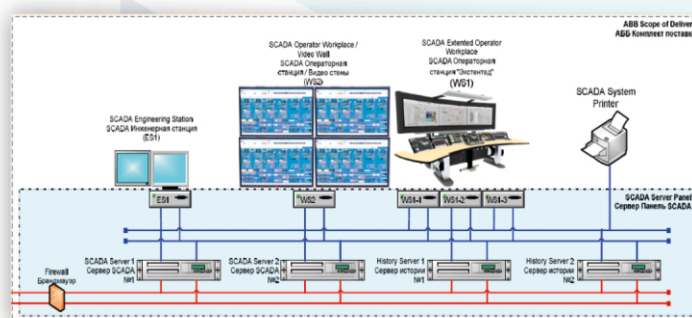 ABB Scope of Deliver
АББ Комплект поставк
SCADA Operator Workplace /
Video Wall
SCADA Операторная
станция / Видео стены
(WS2)
SCADA Extented Operator
Workplace
SCADA Операторная
станция "Экстентед"
(WS1)
SCADA System
Printer
SCADA Engineering Station
SCADA Инженерная станция
(ES1)
ES1
WS2
WS1-1
WS1-2
WS1-3
SCADA Server Panel
Сервер Панель SCADA
Firewall
Брандмауэр
SCADA Server 1
Сервер SCADA
№1
SCADA Server 2
Сервер SCADA
№2
History Server 1
Сервер истории
№1
History Server 2
Сервер истории
№2